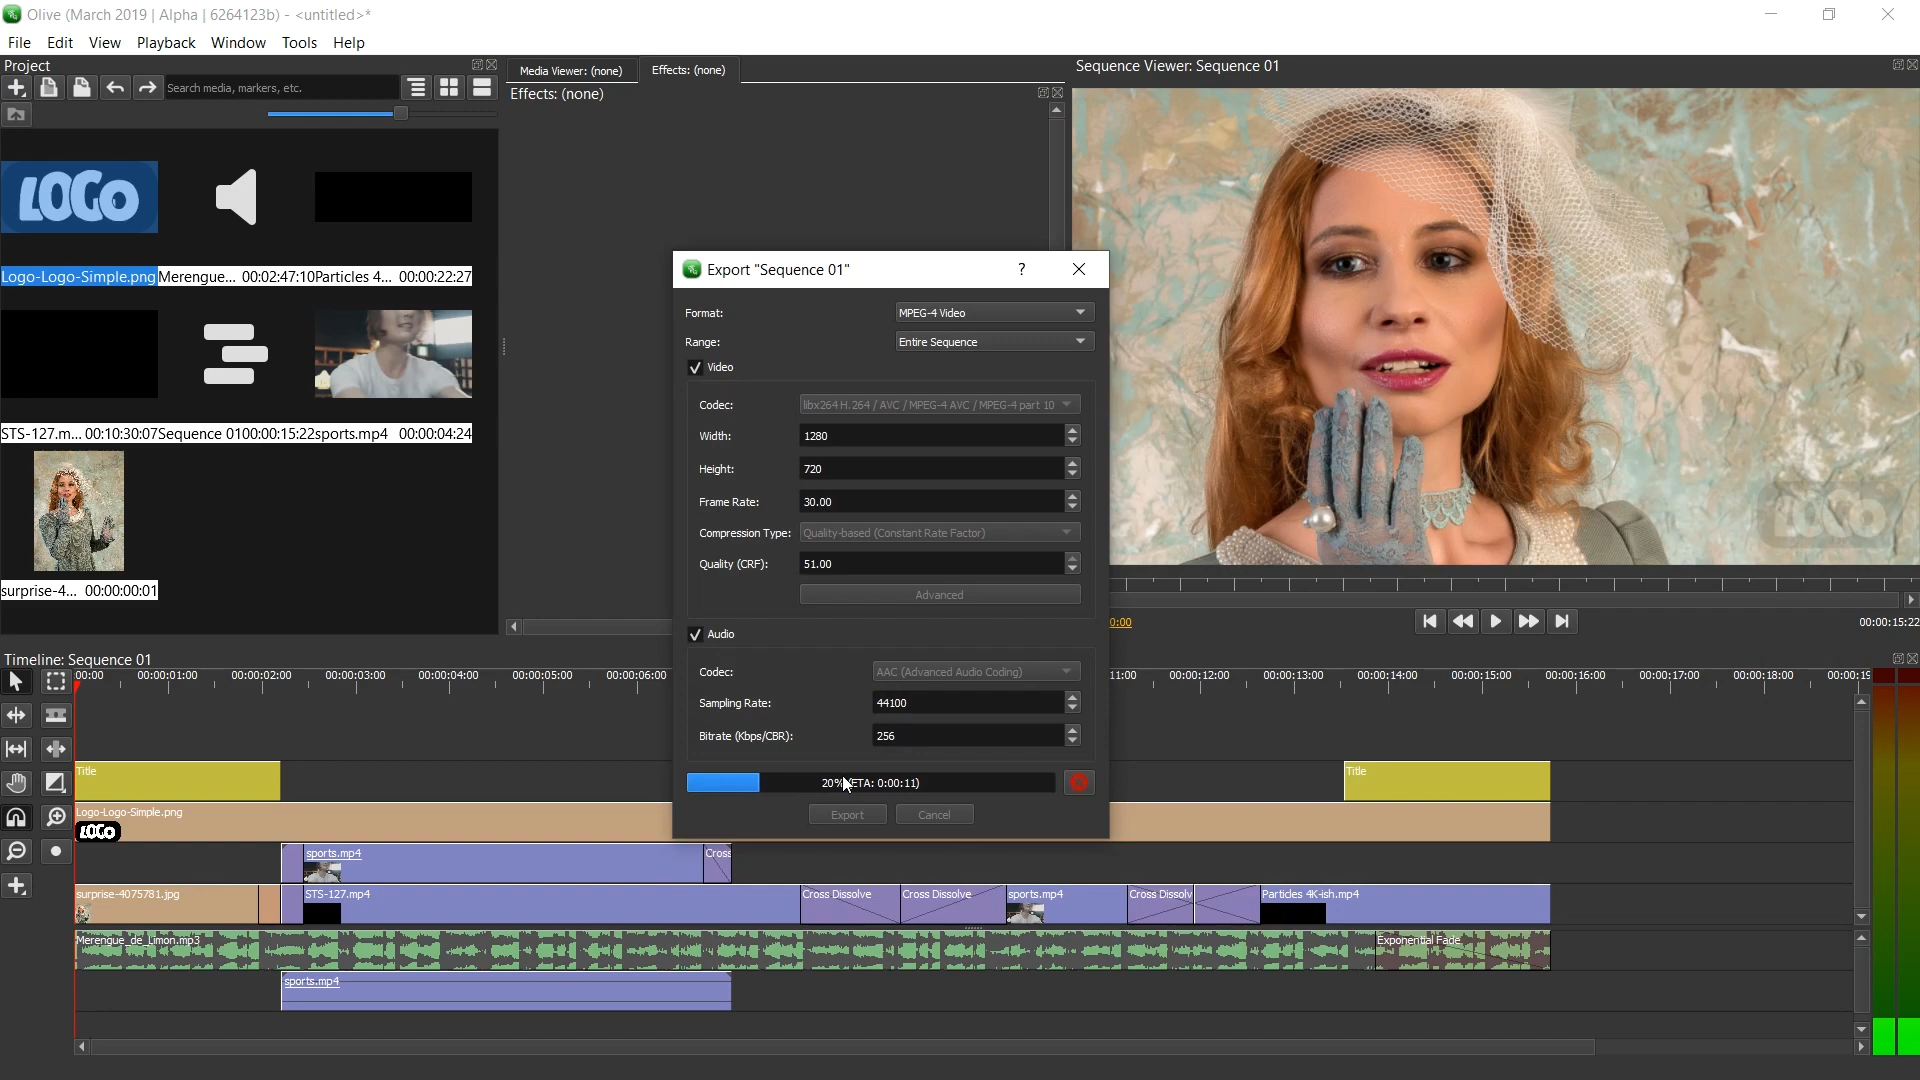 Olive (March 2019 | Alpha | 6264123b) - <untitled>*
File Edit View Playback Window Tools Help
Project
Search media, markers, etc.
LOGO
Logo-Logo-Simple.png Merengue... 00:02:47:10 Particles 4... 00:00:22:27
STS-127.m... 00:10:30:07 Sequence 01 00:00:15:22 sports.mp4 00:00:04:24
surprise-4... 00:00:00:01
Media Viewer: (none) Effects: (none)
Effects: (none)
Sequence Viewer: Sequence 01
LOGO
0:00
00:00:15:22
Export "Sequence 01" ?
Format: MPEG-4 Video
Range: Entire Sequence
Video
Codec: libx264 H.264 / AVC / MPEG-4 AVC / MPEG-4 part 10
Width: 1280
Height: 720
Frame Rate: 30.00
Compression Type: Quality-based (Constant Rate Factor)
Quality (CRF): 51.00
Advanced
Audio
Codec: AAC (Advanced Audio Coding)
Sampling Rate: 44100
Bitrate (Kbps/CBR): 256
20% (ETA: 0:00:11)
Export Cancel
Timeline: Sequence 01
00:00 00:00:01:00 00:00:02:00 00:00:03:00 00:00:04:00 00:00:05:00 00:00:06:00 11:00 00:00:12:00 00:00:13:00 00:00:14:00 00:00:15:00 00:00:16:00 00:00:17:00 00:00:18:00 00:00:19
Title Title
Logo-Logo-Simple.png
LOGO
sports.mp4 Cross
surprise-4075781.jpg STS-127.mp4 Cross Dissolve Cross Dissolve sports.mp4 Cross Dissolv Particles 4K-ish.mp4
Merengue_de_Limon.mp3 Exponential Fade
sports.mp4